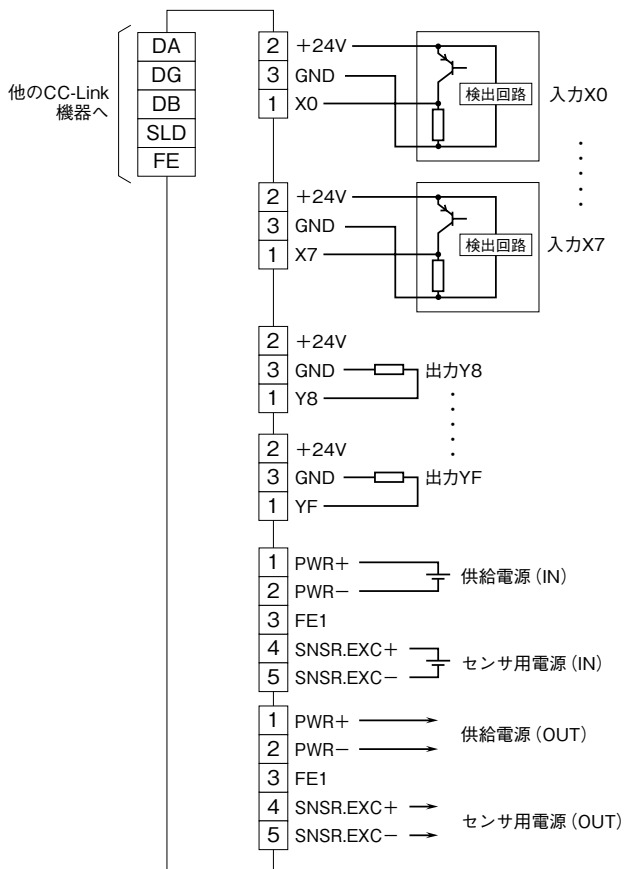 他のCC-Link
機器へ
DA
DG
DB
SLD
FE
2 +24V
3 GND
1 X0
検出回路
入力X0
2 +24V
3 GND
1 X7
検出回路
入力X7
2 +24V
3 GND
1 Y8
出力Y8
2 +24V
3 GND
1 YF
出力YF
1 PWR+
2 PWR−
供給電源(IN)
3 FE1
4 SNSR.EXC+
5 SNSR.EXC−
センサ用電源(IN)
1 PWR+
2 PWR−
供給電源(OUT)
3 FE1
4 SNSR.EXC+
5 SNSR.EXC−
センサ用電源(OUT)